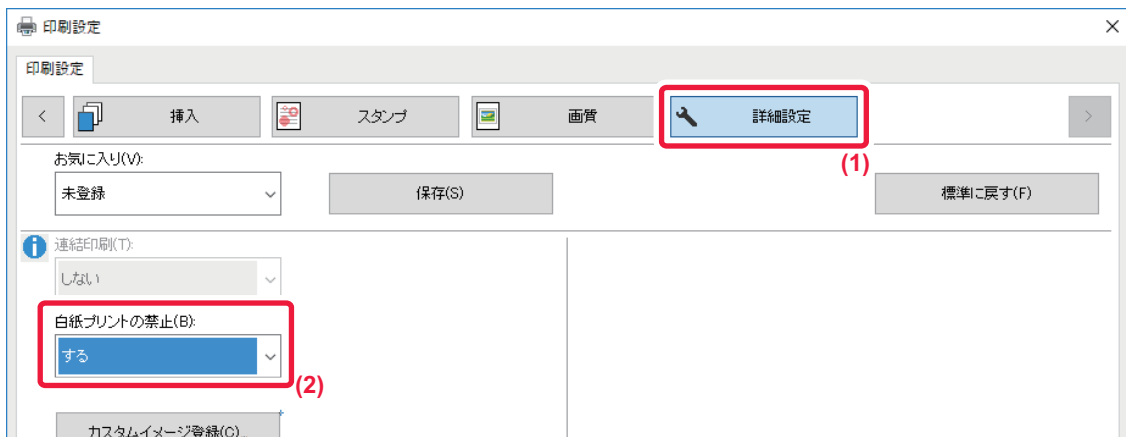 印刷設定
印刷設定
挿入 スタンプ 画質 詳細設定
(1)
お気に入り(V):
未登録 保存(S) 標準に戻す(F)
連結印刷(T):
しない
白紙プリントの禁止(B):
する
(2)
カスタムイメージ登録(C)...